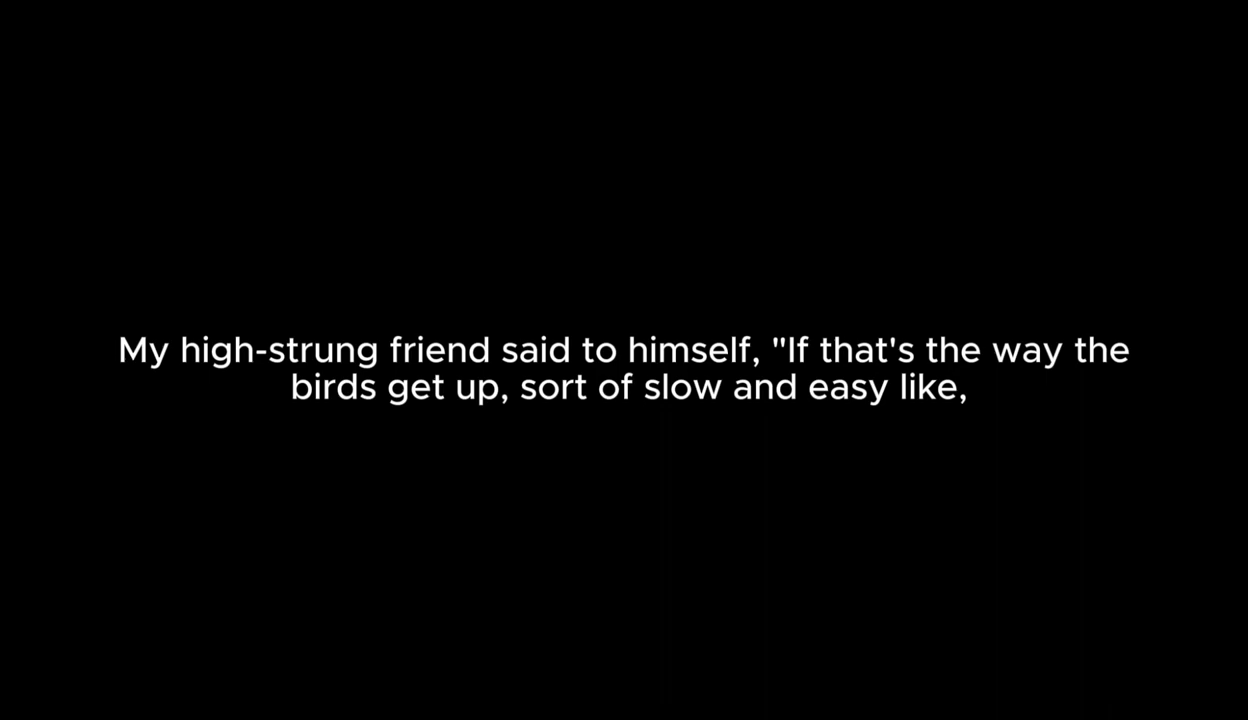 My high-strung friend said to himself, "If that's the way the
birds get up, sort of slow and easy like,